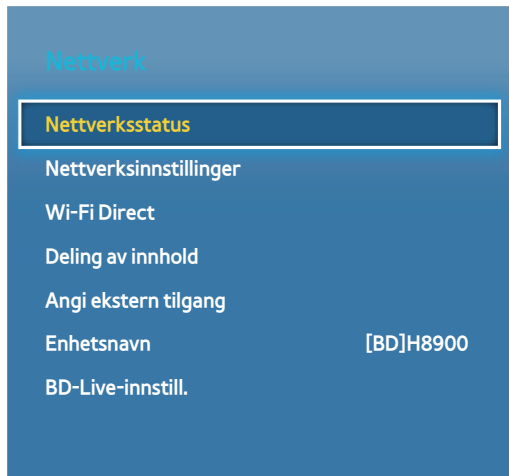 Nettverk
Nettverksstatus
Nettverksinnstillinger
Wi-Fi Direct
Deling av innhold
Angi ekstern tilgang
Enhetsnavn [BD]H8900
BD-Live-innstill.